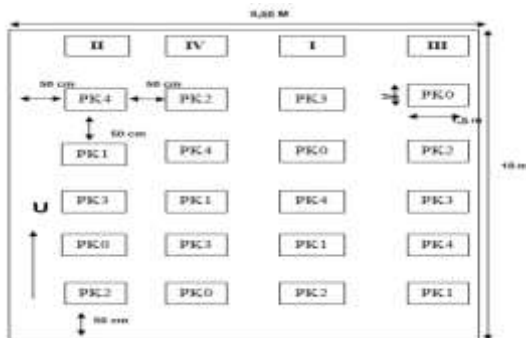 II IV I III
50 cm 50 cm
PK4 PK2 PK3 PK0
50 cm
PK1 PK4 PK0 PK2
U
PK3 PK1 PK4 PK3
PK0 PK3 PK1 PK4
PK2 PK0 PK2 PK1
50 cm